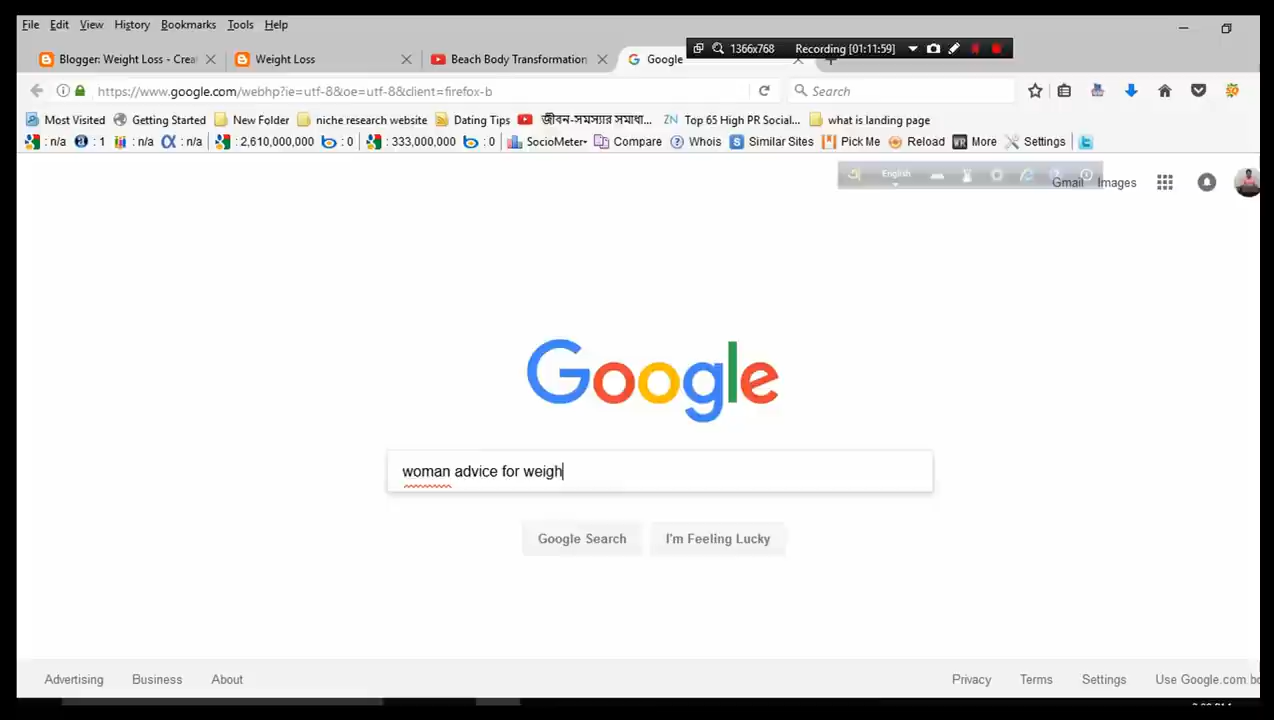 File Edit View History Bookmarks Tools Help
1366x768 Recording [01:11:59]
Blogger: Weight Loss - Crea Weight Loss Beach Body Transformation Google
https://www.google.com/webhp?ie=utf-8&oe=utf-8&client=firefox-b Search
Most Visited Getting Started New Folder niche research website Dating Tips জীবন-সমস্যার সমাধা... ZN Top 65 High PR Social... what is landing page
: n/a : 1 : n/a : n/a : 2,610,000,000 : 0 : 333,000,000 : 0 SocioMeter Compare Whois Similar Sites Pick Me Reload WR More Settings
English
Gmail Images
Google
woman advice for weigh
Google Search I'm Feeling Lucky
Advertising Business About Privacy Terms Settings Use Google.com